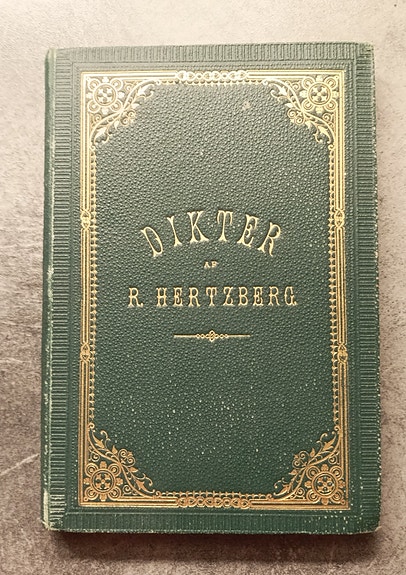 DIKTER
AF
R. HERTZBERG.